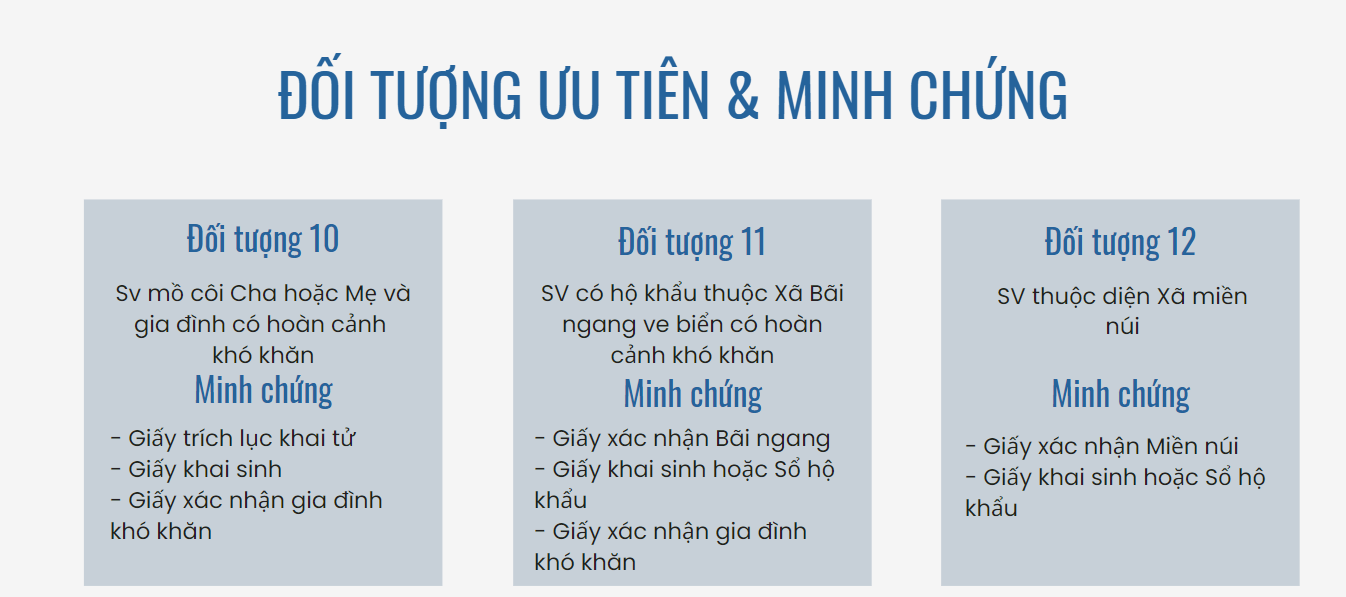 ĐỐI TƯỢNG ƯU TIÊN & MINH CHỨNG
Đối tượng 10
Sv mồ côi Cha hoặc Mẹ và
gia đình có hoàn cảnh
khó khăn
Minh chứng
- Giấy trích lục khai tử
- Giấy khai sinh
- Giấy xác nhận gia đình
khó khăn
Đối tượng 11
SV có hộ khẩu thuộc Xã Bãi
ngang ve biển có hoàn
cảnh khó khăn
Minh chứng
- Giấy xác nhận Bãi ngang
- Giấy khai sinh hoặc Sổ hộ
khẩu
- Giấy xác nhận gia đình
khó khăn
Đối tượng 12
SV thuộc diện Xã miền
núi
Minh chứng
- Giấy xác nhận Miền núi
- Giấy khai sinh hoặc Sổ hộ
khẩu